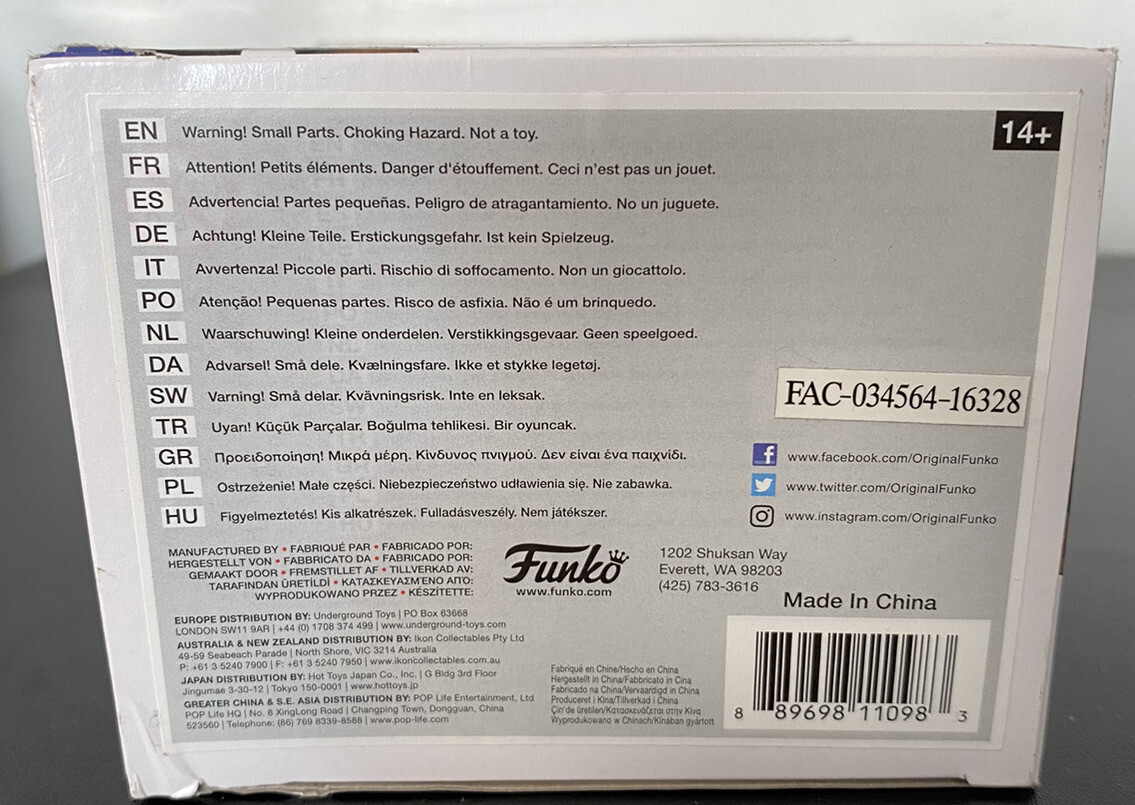 EN Warning! Small Parts. Choking Hazard. Not a toy.
14+
FR Attention! Petits éléments. Danger d'étouffement. Ceci n'est pas un jouet.
ES Advertencia! Partes pequeñas. Peligro de atragantamiento. No un juguete.
DE Achtung! Kleine Teile. Erstickungsgefahr. Ist kein Spielzeug.
IT Avvertenza! Piccole parti. Rischio di soffocamento. Non un giocattolo.
PO Atenção! Pequenas partes. Risco de asfixia. Não é um brinquedo.
NL Waarschuwing! Kleine onderdelen. Verstikkingsgevaar. Geen speelgoed.
DA Advarsel! Små dele. Kvælningsfare. Ikke et stykke legetøj.
SW Varning! Små delar. Kvävningsrisk. Inte en leksak.
TR Uyarı! Küçük Parçalar. Boğulma tehlikesi. Bir oyuncak.
GR Προειδοποίηση! Μικρά μέρη. Κίνδυνος πνιγμού. Δεν είναι ένα παιχνίδι.
PL Ostrzeżenie! Małe części. Niebezpieczeństwo udławienia się. Nie zabawka.
HU Figyelmeztetés! Kis alkatrészek. Fulladásveszély. Nem játékszer.
FAC-034564-16328
www.facebook.com/OriginalFunko
www.twitter.com/OriginalFunko
www.instagram.com/OriginalFunko
MANUFACTURED BY • FABRIQUÉ PAR • FABRICADO POR:
HERGESTELLT VON • FABBRICATO DA • FABRICADO POR:
GEMAAKT DOOR • FREMSTILLET AF • TILLVERKAD AV:
TARAFINDAN ÜRETİLDİ • ΚΑΤΑΣΚΕΥΑΣΜΈΝΟ ΑΠΌ:
WYPRODUKOWANO PRZEZ • KÉSZÍTETTE:
Funko
www.funko.com
1202 Shuksan Way
Everett, WA 98203
(425) 783-3616
Made In China
EUROPE DISTRIBUTION BY: Underground Toys | PO Box 63668
LONDON SW11 9AR | +44 (0) 1708 374 499 | www.underground-toys.com
AUSTRALIA & NEW ZEALAND DISTRIBUTION BY: Ikon Collectables Pty Ltd
49-59 Seabeach Parade | North Shore, VIC 3214 Australia
P: +61 3 5240 7900 | F: +61 3 5240 7950 | www.ikoncollectables.com.au
JAPAN DISTRIBUTION BY: Hot Toys Japan Co., Inc. | G Bldg 3rd Floor
Jingumae 3-30-12 | Tokyo 150-0001 | www.hottoys.jp
GREATER CHINA & S.E. ASIA DISTRIBUTION BY: POP Life Entertainment, Ltd
POP Life HQ | No. 8 XingLong Road | Changping Town, Dongguan, China
523560 | Telephone: (86) 769 8339-8588 | www.pop-life.com
Fabriqué en Chine/Hecho en China
Hergestellt in China/Fabbricato in Cina
Fabricado na China/Vervaardigd in China
Produceret i Kina/Tillverkad i China
Çin'de üretilen/Κατασκευάζεται στην Κίνα
Wyprodukowano w Chinach/Kínában gyártott
8 89698 11098 3